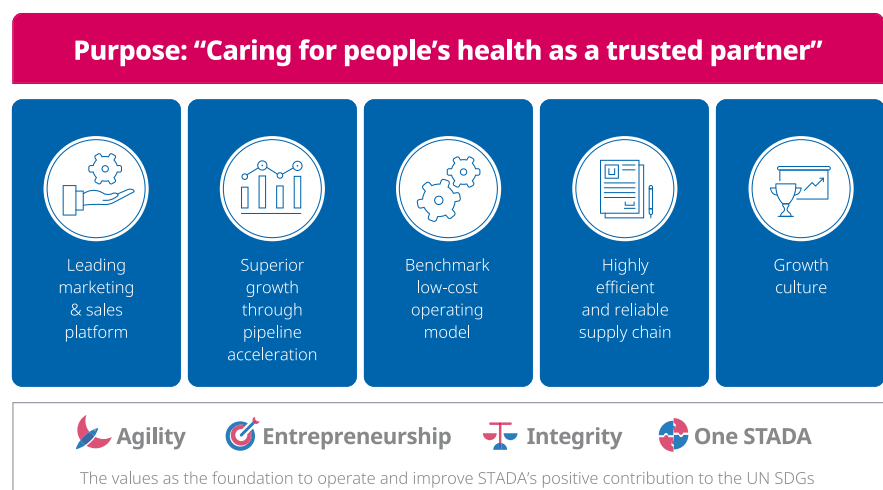 Purpose: “Caring for people’s health as a trusted partner”
Leading
marketing
& sales
platform
Superior
growth
through
pipeline
acceleration
Benchmark
low-cost
operating
model
Highly
efficient
and reliable
supply chain
Growth
culture
Agility
Entrepreneurship
Integrity
One STADA
The values as the foundation to operate and improve STADA’s positive contribution to the UN SDGs